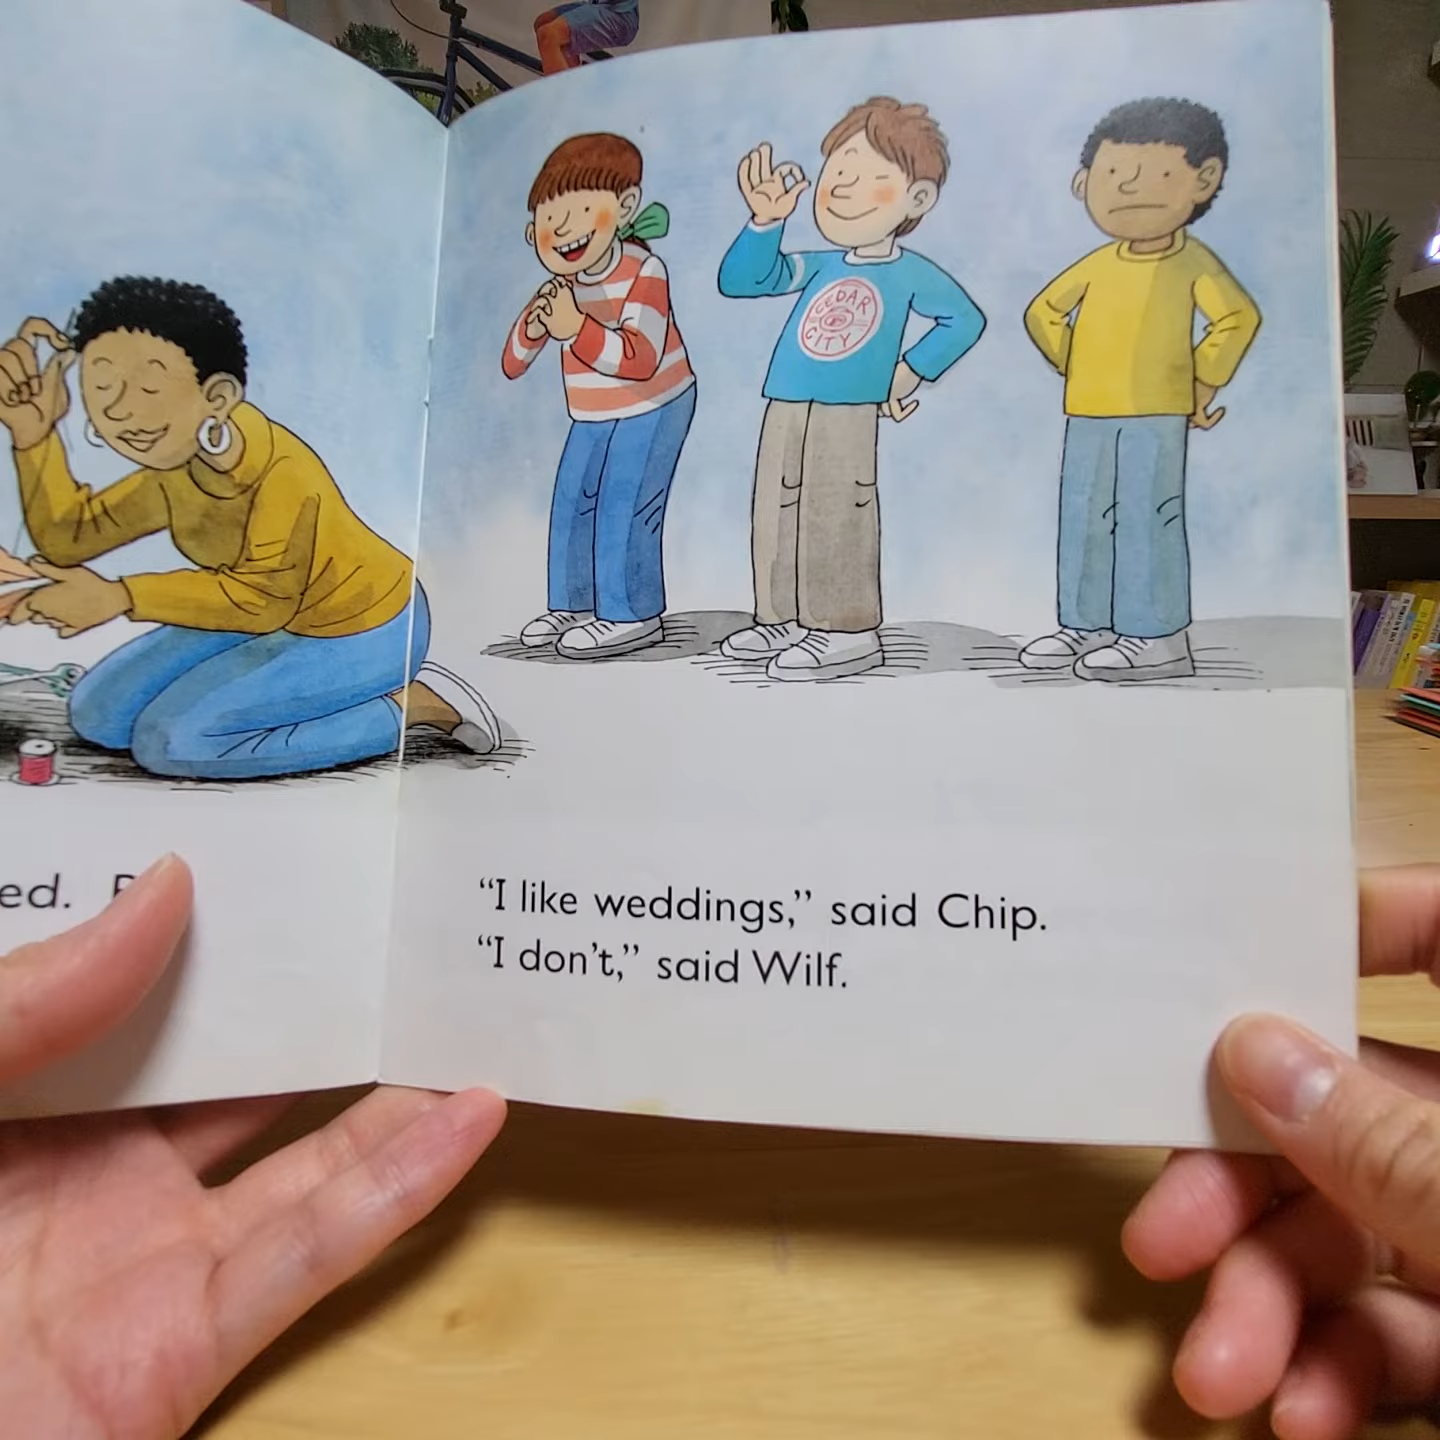 CEDAR
CITY
ed.
“I like weddings,” said Chip.
“I don’t,” said Wilf.